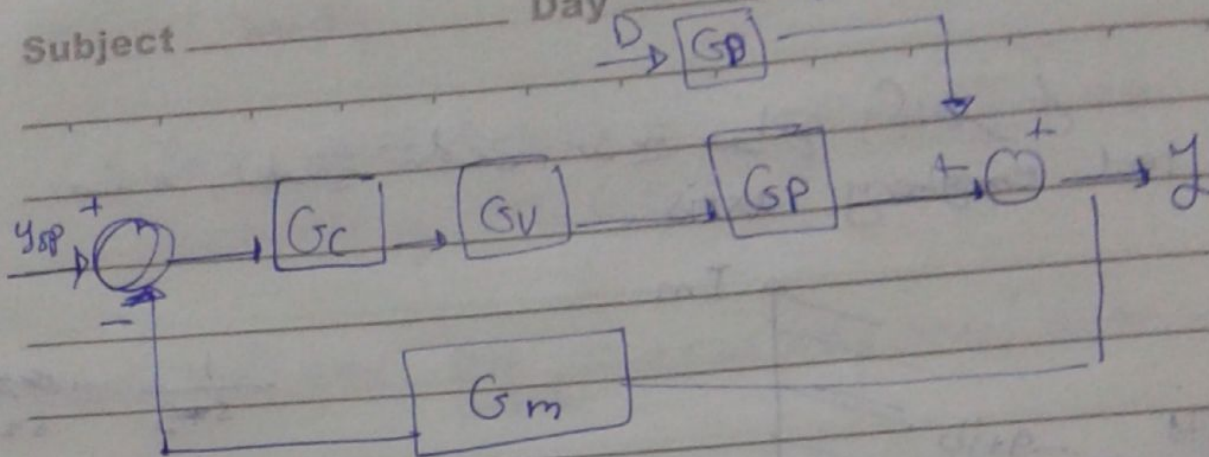 Subject Day
D GD
+ +
ysp + Gc Gv Gp y
−
Gm